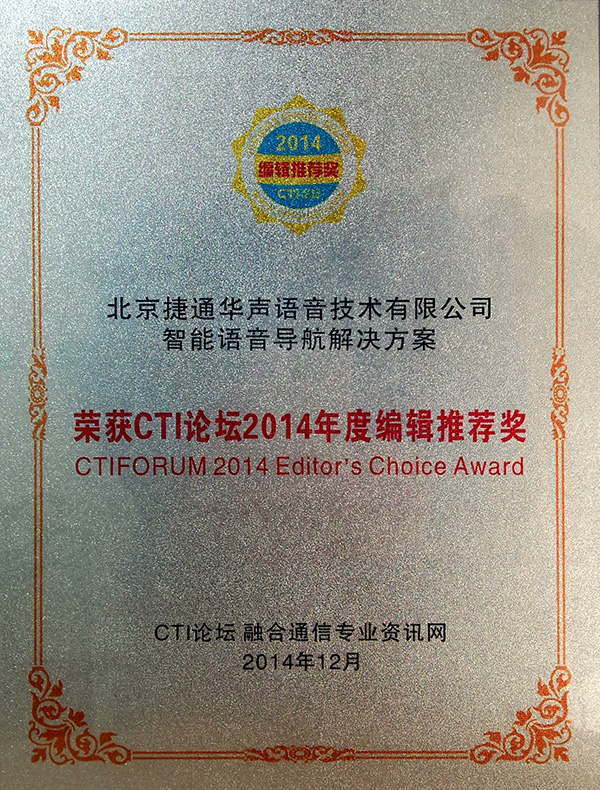 2014
编辑推荐奖
CTI论坛
北京捷通华声语音技术有限公司
智能语音导航解决方案
荣获CTI论坛2014年度编辑推荐奖
CTIFORUM 2014 Editor's Choice Award
CTI论坛 融合通信专业资讯网
2014年12月